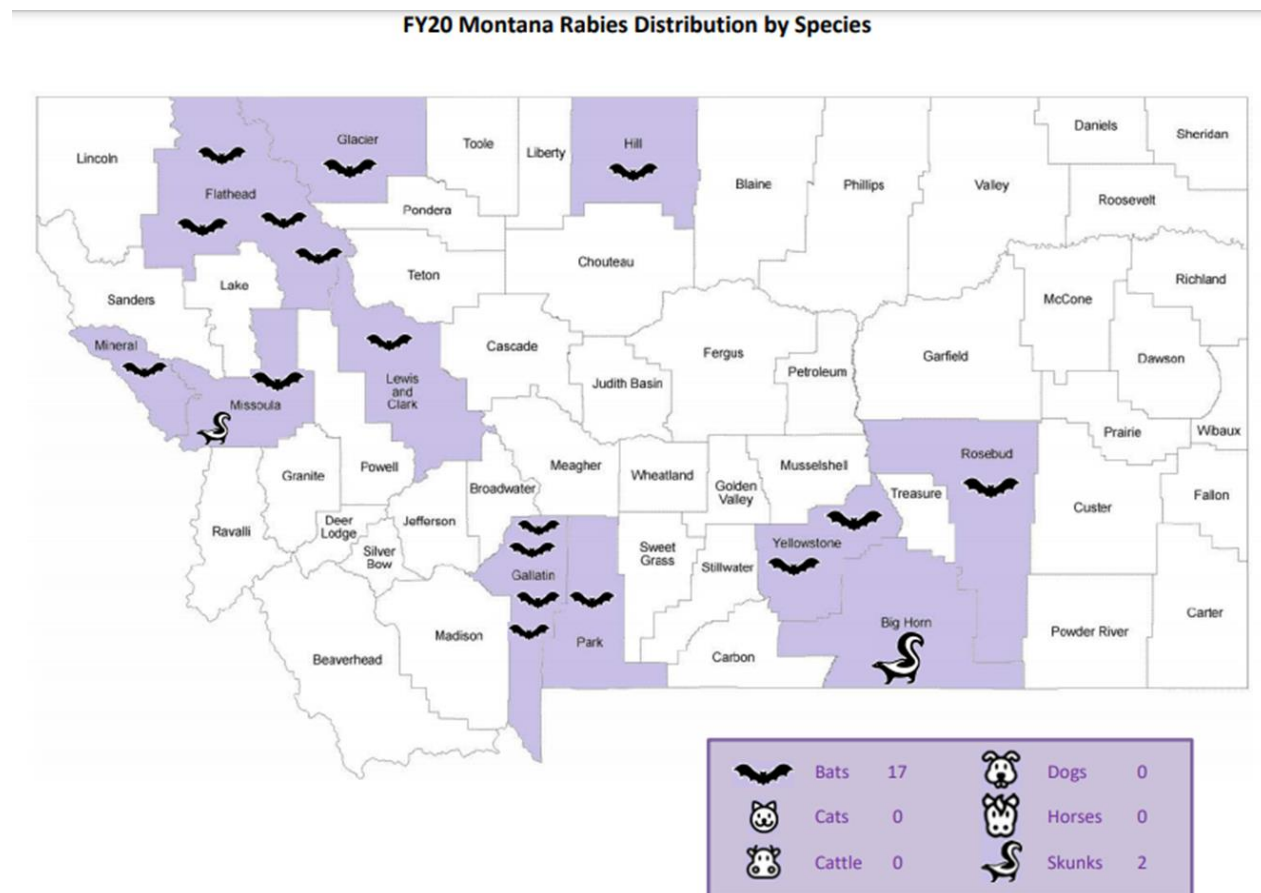 FY20 Montana Rabies Distribution by Species
Lincoln
Glacier
Toole
Liberty
Hill
Blaine
Phillips
Valley
Daniels
Sheridan
Flathead
Pondera
Roosevelt
Chouteau
Teton
Lake
Sanders
Richland
McCone
Mineral
Cascade
Fergus
Garfield
Dawson
Judith Basin
Petroleum
Lewis
and
Clark
Missoula
Prairie
Wibaux
Rosebud
Granite
Powell
Meagher
Wheatland
Musselshell
Golden
Valley
Broadwater
Treasure
Custer
Fallon
Ravalli
Deer
Lodge
Jefferson
Silver
Bow
Sweet
Grass
Yellowstone
Stillwater
Gallatin
Carter
Big Horn
Powder River
Madison
Park
Carbon
Beaverhead
Bats 17
Dogs 0
Cats 0
Horses 0
Cattle 0
Skunks 2